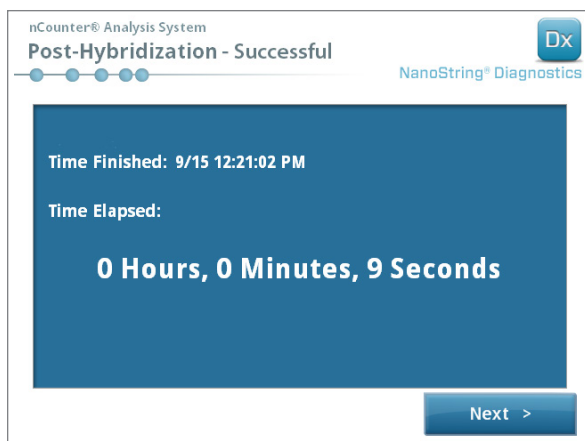 nCounter® Analysis System
Post-Hybridization - Successful
Dx
NanoString® Diagnostics
Time Finished: 9/15 12:21:02 PM
Time Elapsed:
0 Hours, 0 Minutes, 9 Seconds
Next >